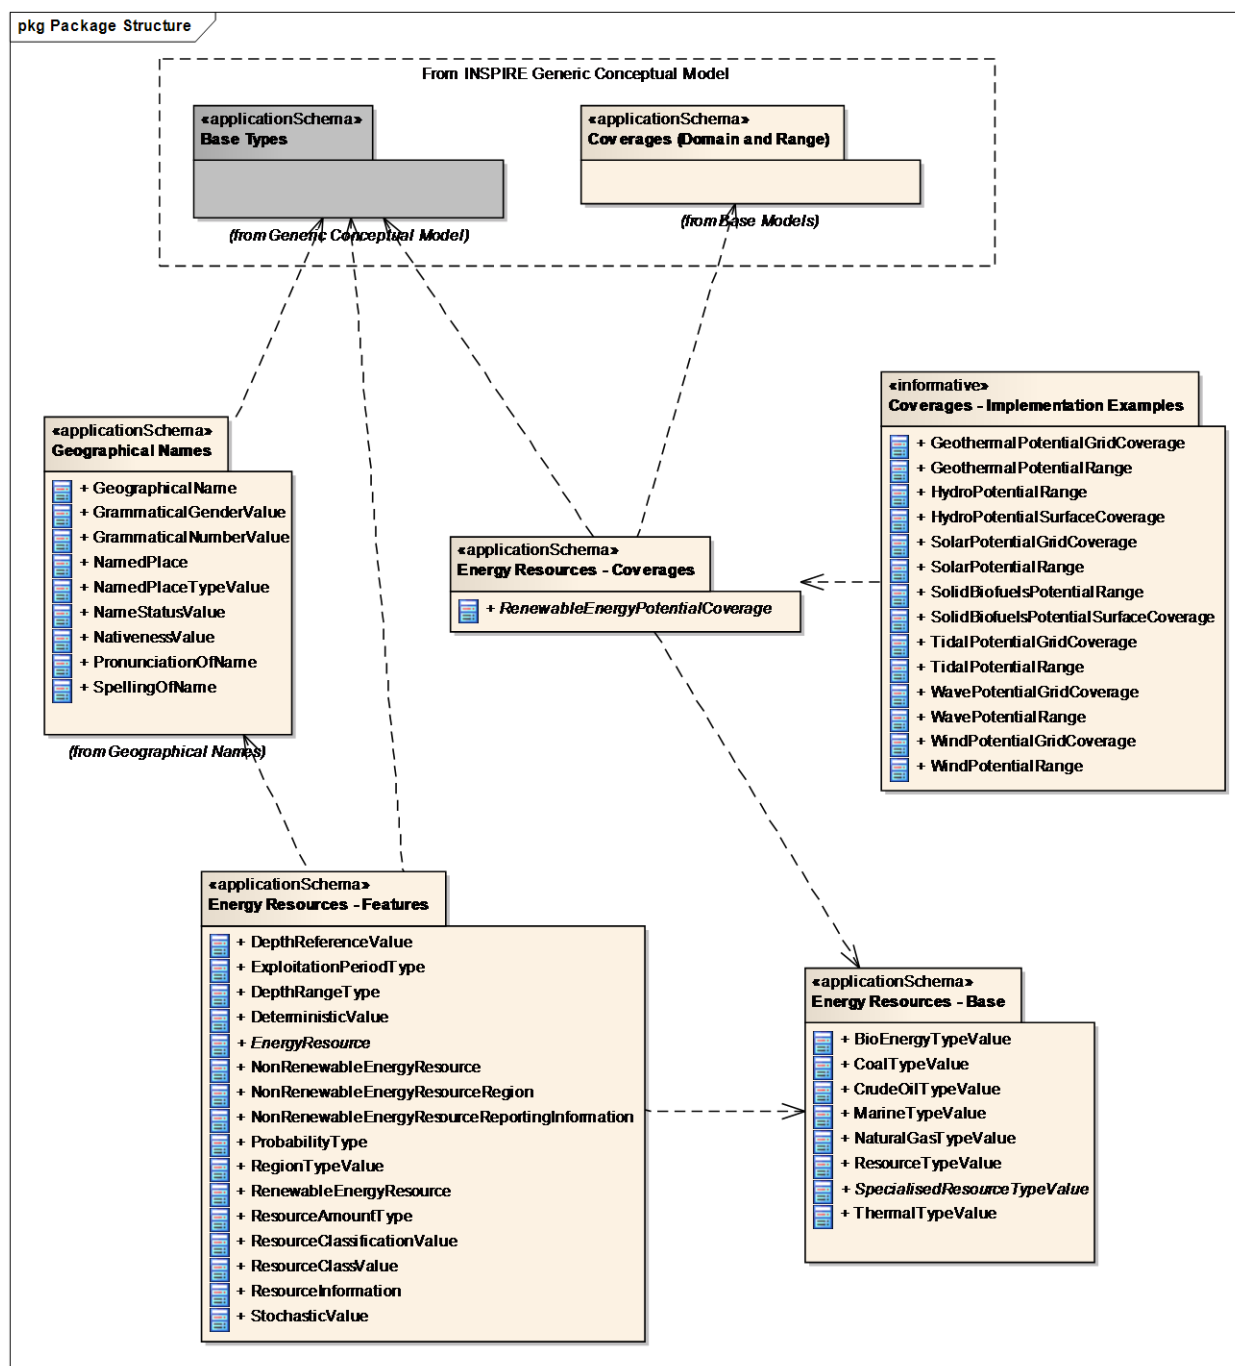 pkg Package Structure
From INSPIRE Generic Conceptual Model
«applicationSchema»
Base Types
(from Generic Conceptual Model)
«applicationSchema»
Coverages (Domain and Range)
(from Base Models)
«applicationSchema»
Geographical Names
+ GeographicalName
+ GrammaticalGenderValue
+ GrammaticalNumberValue
+ NamedPlace
+ NamedPlaceTypeValue
+ NameStatusValue
+ NativenessValue
+ PronunciationOfName
+ SpellingOfName
(from Geographical Names)
«applicationSchema»
Energy Resources - Coverages
+ RenewableEnergyPotentialCoverage
«informative»
Coverages - Implementation Examples
+ GeothermalPotentialGridCoverage
+ GeothermalPotentialRange
+ HydroPotentialRange
+ HydroPotentialSurfaceCoverage
+ SolarPotentialGridCoverage
+ SolarPotentialRange
+ SolidBiofuelsPotentialRange
+ SolidBiofuelsPotentialSurfaceCoverage
+ TidalPotentialGridCoverage
+ TidalPotentialRange
+ WavePotentialGridCoverage
+ WavePotentialRange
+ WindPotentialGridCoverage
+ WindPotentialRange
«applicationSchema»
Energy Resources - Features
+ DepthReferenceValue
+ ExploitationPeriodType
+ DepthRangeType
+ DeterministicValue
+ EnergyResource
+ NonRenewableEnergyResource
+ NonRenewableEnergyResourceRegion
+ NonRenewableEnergyResourceReportingInformation
+ ProbabilityType
+ RegionTypeValue
+ RenewableEnergyResource
+ ResourceAmountType
+ ResourceClassificationValue
+ ResourceClassValue
+ ResourceInformation
+ StochasticValue
«applicationSchema»
Energy Resources - Base
+ BioEnergyTypeValue
+ CoalTypeValue
+ CrudeOilTypeValue
+ MarineTypeValue
+ NaturalGasTypeValue
+ ResourceTypeValue
+ SpecialisedResourceTypeValue
+ ThermalTypeValue